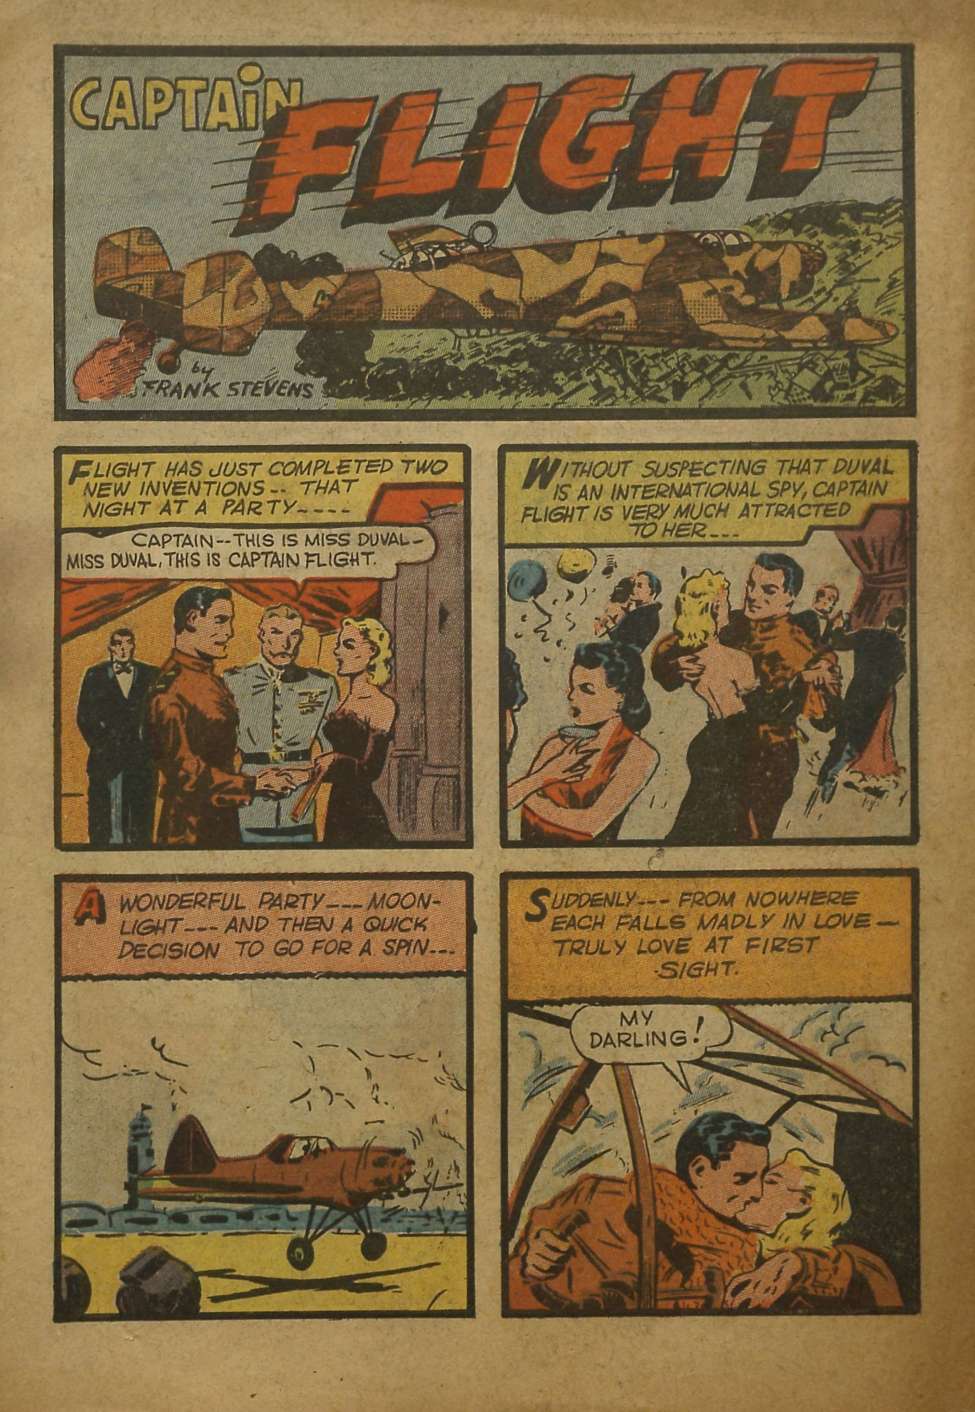 CAPTAIN
FLIGHT
by
FRANK STEVENS
FLIGHT HAS JUST COMPLETED TWO
NEW INVENTIONS-- THAT
NIGHT AT A PARTY----
CAPTAIN--THIS IS MISS DUVAL-
MISS DUVAL, THIS IS CAPTAIN FLIGHT.
WITHOUT SUSPECTING THAT DUVAL
IS AN INTERNATIONAL SPY, CAPTAIN
FLIGHT IS VERY MUCH ATTRACTED
TO HER---
A WONDERFUL PARTY---MOON-
LIGHT---AND THEN A QUICK
DECISION TO GO FOR A SPIN---
SUDDENLY--- FROM NOWHERE
EACH FALLS MADLY IN LOVE—
TRULY LOVE AT FIRST
SIGHT.
MY
DARLING!